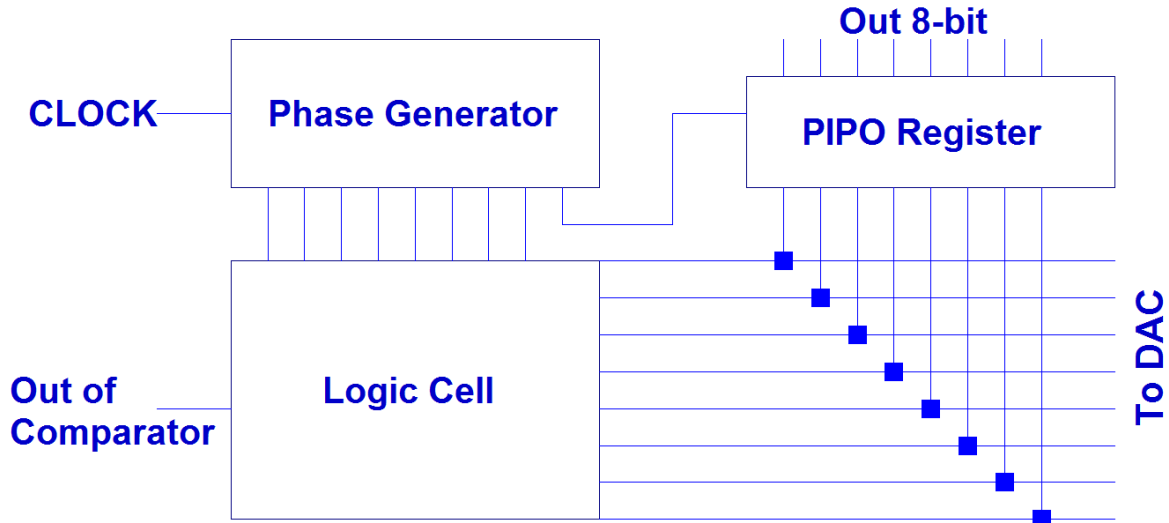 Out 8-bit
CLOCK
Phase Generator
PIPO Register
Out of
Comparator
Logic Cell
To DAC